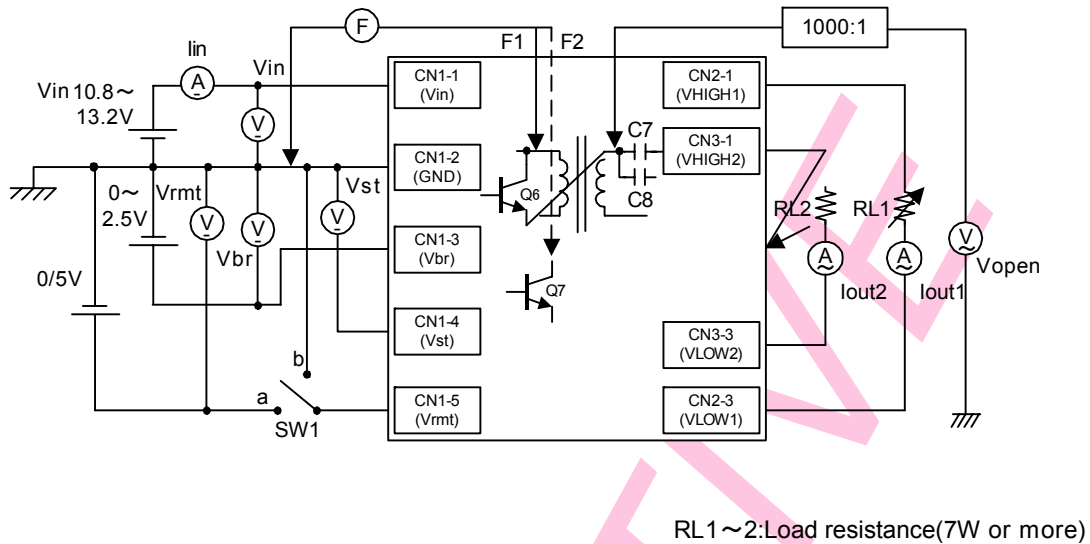 F
1000:1
F1
F2
Iin
Vin
CN1-1
(Vin)
CN2-1
(VHIGH1)
Vin 10.8～
13.2V
A
V
C7
CN3-1
(VHIGH2)
CN1-2
(GND)
0～
2.5V
Vrmt
Vst
Q6
C8
RL2
RL1
V
V
V
Vbr
CN1-3
(Vbr)
A
A
V
Vopen
0/5V
Q7
Iout2
Iout1
CN1-4
(Vst)
CN3-3
(VLOW2)
b
a
SW1
CN1-5
(Vrmt)
CN2-3
(VLOW1)
RL1～2:Load resistance(7W or more)